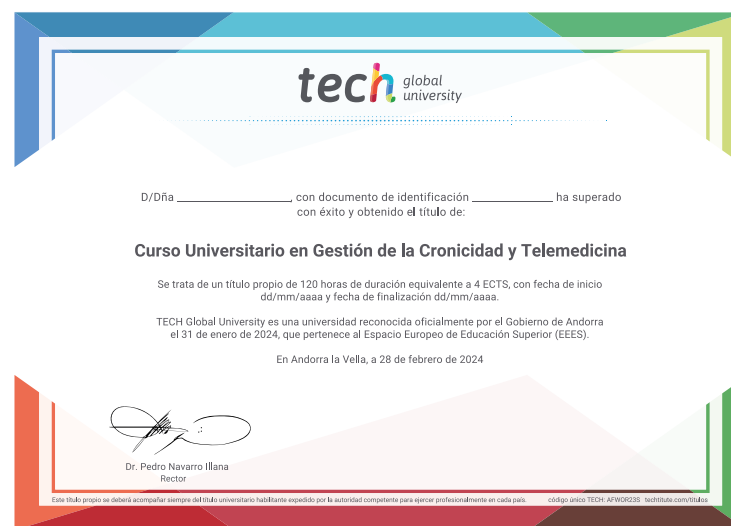 tech global university
D/Dña ____________, con documento de identificación ____________ ha superado
con éxito y obtenido el título de:
Curso Universitario en Gestión de la Cronicidad y Telemedicina
Se trata de un título propio de 120 horas de duración equivalente a 4 ECTS, con fecha de inicio
dd/mm/aaaa y fecha de finalización dd/mm/aaaa.
TECH Global University es una universidad reconocida oficialmente por el Gobierno de Andorra
el 31 de enero de 2024, que pertenece al Espacio Europeo de Educación Superior (EEES).
En Andorra la Vella, a 28 de febrero de 2024
Dr. Pedro Navarro Illana
Rector
Este título propio se deberá acompañar siempre del título universitario habilitante expedido por la autoridad competente para ejercer profesionalmente en cada país. código único TECH: AFWOR23S techtitute.com/titulos